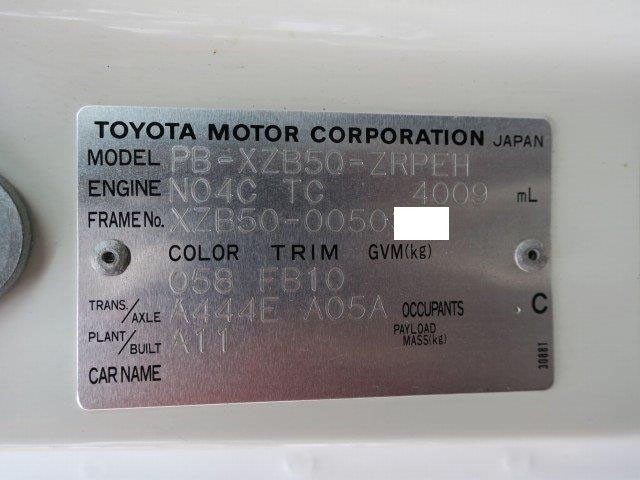 TOYOTA MOTOR CORPORATION JAPAN
MODEL PB-XZB50-ZRPEH
ENGINE N04C TC 4009 mL
FRAME No. XZB50-0050
COLOR TRIM GVM(kg)
058 FB10
TRANS/AXLE A444E A05A OCCUPANTS C
PLANT/BUILT A11 PAYLOAD MASS(kg)
CAR NAME
30881